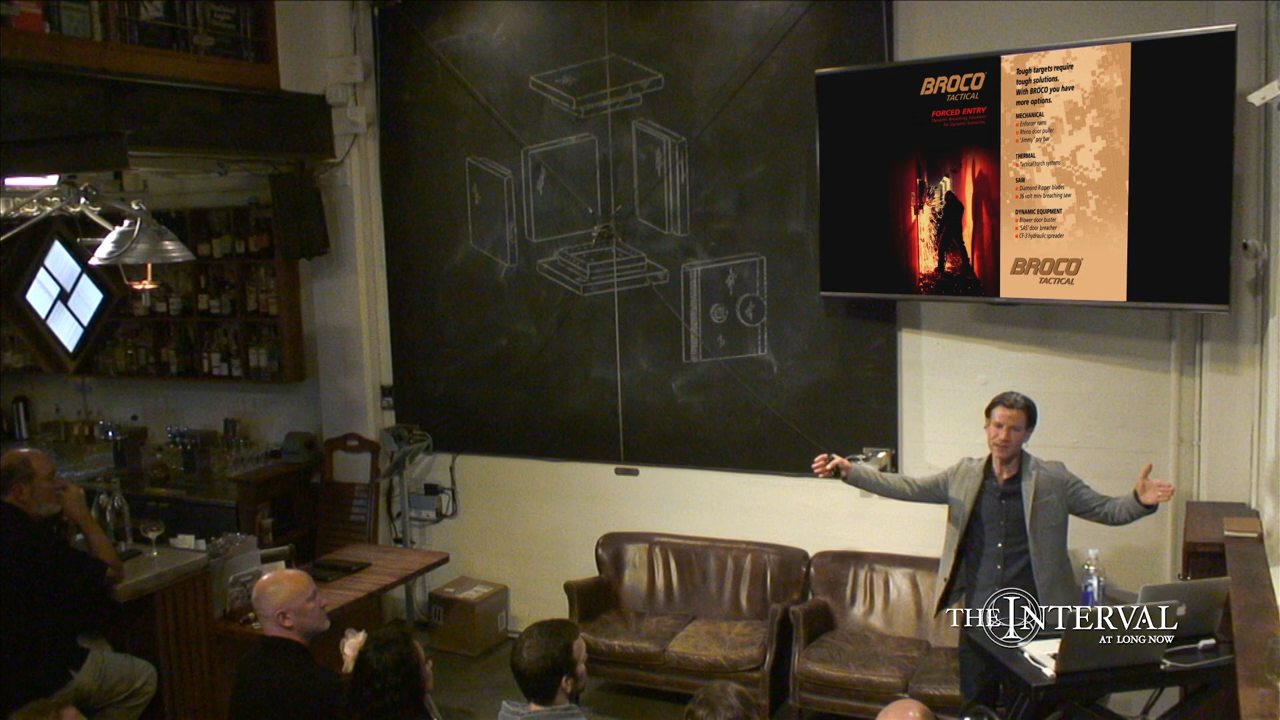 BROCO
TACTICAL
FORCED ENTRY
Tough targets require
tough solutions.
With BROCO you have
more options.
MECHANICAL
Enforcer rams
Rhino door puller
"Jimmy" pry bar
THERMAL
Tactical torch systems
SAW
Diamond Ripper blades
36 volt mini breaching saw
DYNAMIC EQUIPMENT
Blower door buster
"SAS" door breacher
CT-3 hydraulic spreader
BROCO
TACTICAL
THE INTERVAL
AT LONG NOW